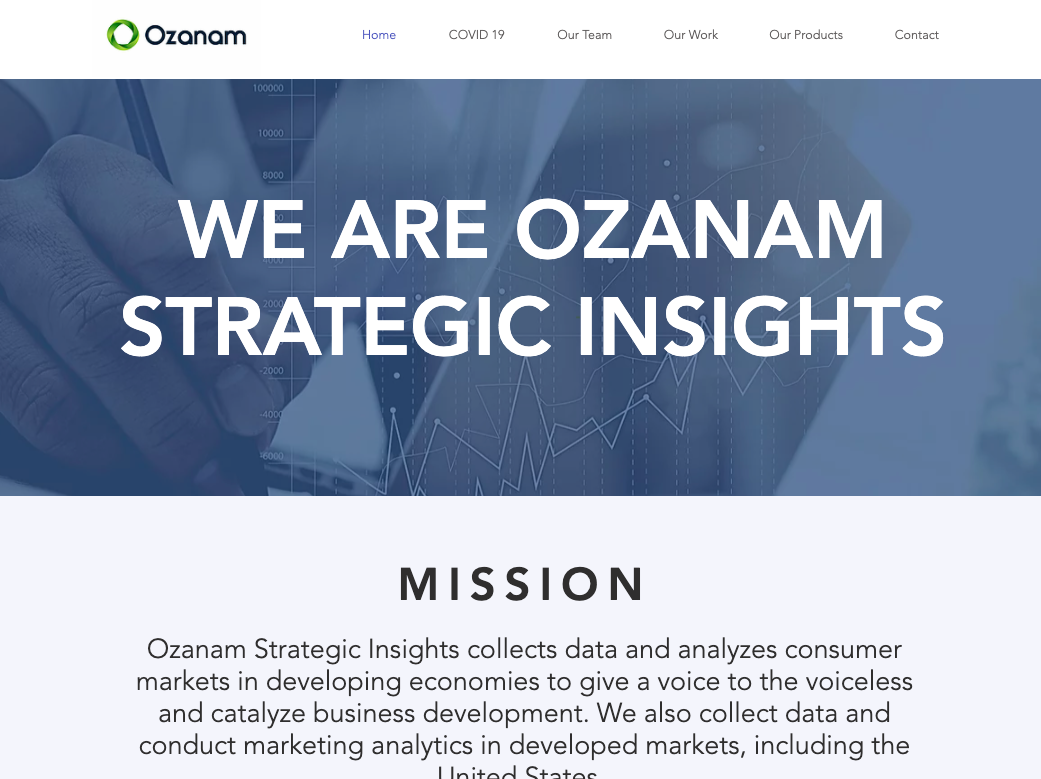 Ozanam
Home
COVID 19
Our Team
Our Work
Our Products
Contact
100000
10000
8000
WE ARE OZANAM
STRATEGIC INSIGHTS
2000
-2000
-4000
-6000
MISSION
Ozanam Strategic Insights collects data and analyzes consumer
markets in developing economies to give a voice to the voiceless
and catalyze business development. We also collect data and
conduct marketing analytics in developed markets, including the
United States.